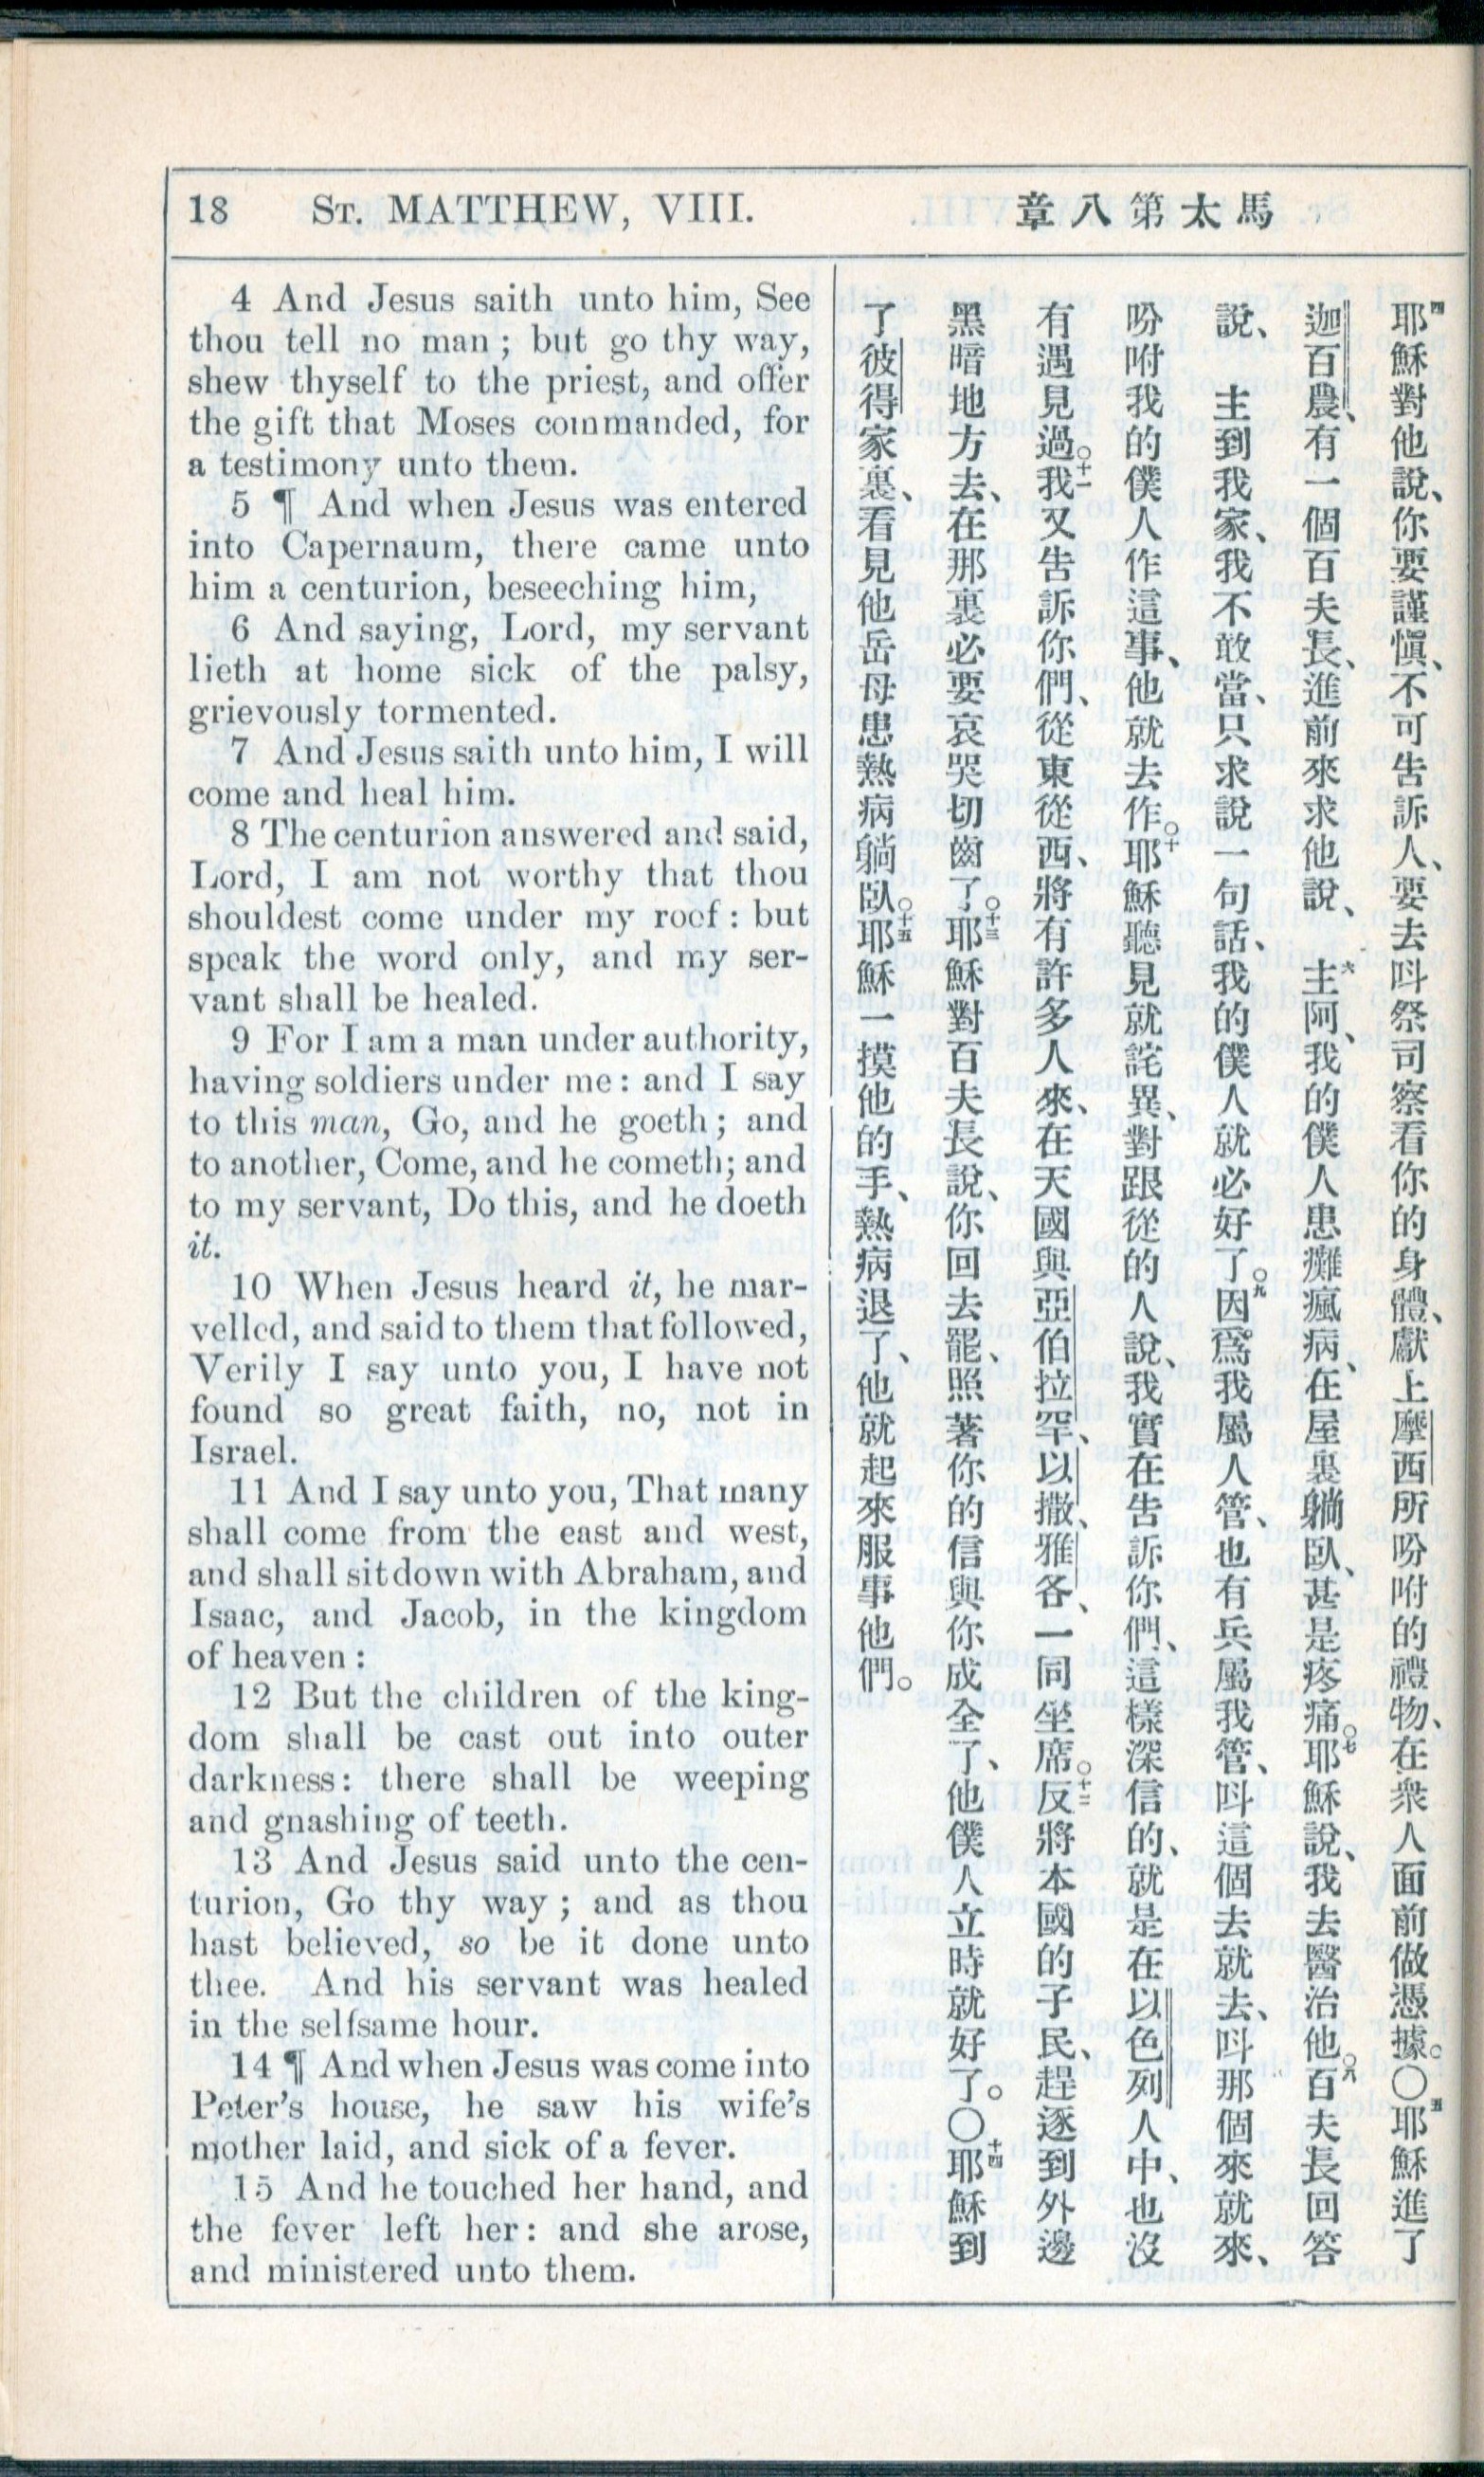 18 St. MATTHEW, VIII.
馬太第八章
4 And Jesus saith unto him, See
thou tell no man ; but go thy way,
shew thyself to the priest, and offer
the gift that Moses commanded, for
a testimony unto them.
5 ¶ And when Jesus was entered
into Capernaum, there came unto
him a centurion, beseeching him,
6 And saying, Lord, my servant
lieth at home sick of the palsy,
grievously tormented.
7 And Jesus saith unto him, I will
come and heal him.
8 The centurion answered and said,
Lord, I am not worthy that thou
shouldest come under my roof : but
speak the word only, and my ser-
vant shall be healed.
9 For I am a man under authority,
having soldiers under me : and I say
to this man, Go, and he goeth ; and
to another, Come, and he cometh; and
to my servant, Do this, and he doeth
it.
10 When Jesus heard it, he mar-
velled, and said to them that followed,
Verily I say unto you, I have not
found so great faith, no, not in
Israel.
11 And I say unto you, That many
shall come from the east and west,
and shall sit down with Abraham, and
Isaac, and Jacob, in the kingdom
of heaven :
12 But the children of the king-
dom shall be cast out into outer
darkness: there shall be weeping
and gnashing of teeth.
13 And Jesus said unto the cen-
turion, Go thy way ; and as thou
hast believed, so be it done unto
thee. And his servant was healed
in the selfsame hour.
14 ¶ And when Jesus was come into
Peter's house, he saw his wife's
mother laid, and sick of a fever.
15 And he touched her hand, and
the fever left her: and she arose,
and ministered unto them.
四耶穌對他說、你要謹愼、不可告訴人、要去呌祭司察看你的身體、獻上摩西所吩咐的禮物、在衆人面前做憑據。〇五耶穌進了
迦百農、有一個百夫長、進前來求他說、六主阿、我的僕人患癱瘋病、在屋裏躺臥、甚是疼痛。七耶穌說、我去醫治他。八百夫長回答
說、主到我家、我不敢當、只求說一句話、我的僕人就必好了。九因爲我屬人管、也有兵屬我管、呌這個去就去、呌那個來就來、
吩咐我的僕人作這事、他就去作。十耶穌聽見就詫異、對跟從的人說、我實在告訴你們、這樣深信的、就是在以色列人中、也沒
有遇見過。十一我又告訴你們、從東從西、將有許多人來、在天國與亞伯拉罕、以撒、雅各、一同坐席。十二反將本國的子民、趕逐到外邊
黑暗地方去、在那裏必要哀哭切齒了。十三耶穌對百夫長說、你回去罷、照著你的信與你成全了、他僕人立時就好了。〇十四耶穌到
了彼得家裏、看見他岳母患熱病躺臥。十五耶穌一摸他的手、熱病退了、他就起來服事他們。